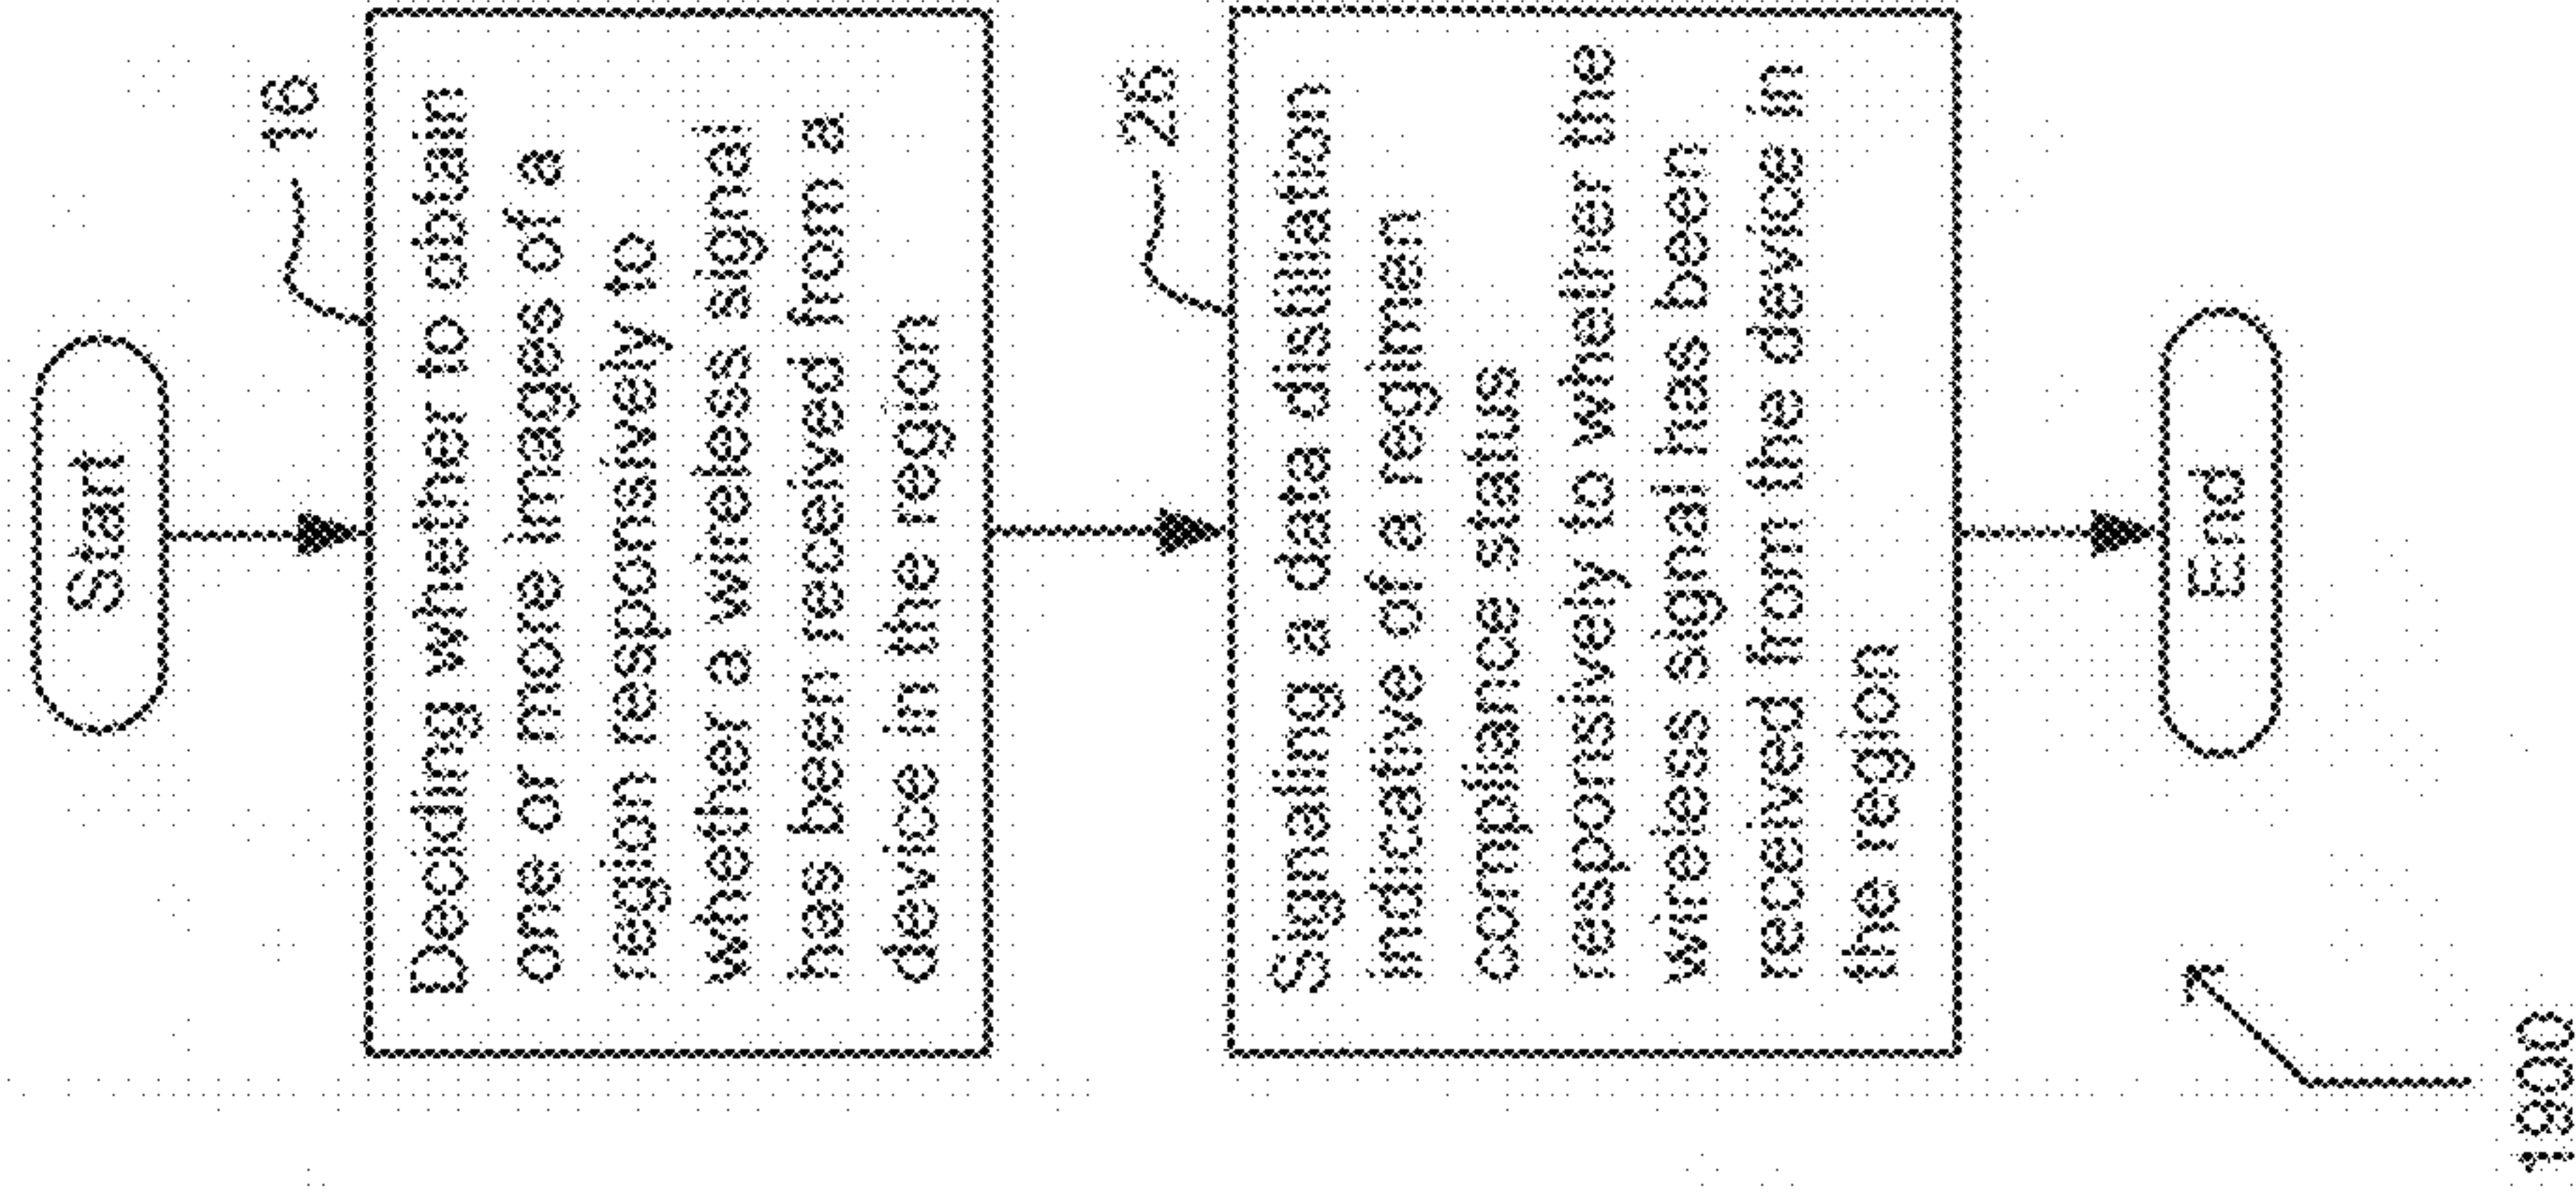 Start
16
Deciding whether to obtain
one or more images of a
region responsively to
whether a wireless signal
has been received from a
device in the region
26
Signaling a data distillation
indicative of a regimen
compliance status
responsively to whether the
wireless signal has been
received from the device in
the region
End
1900